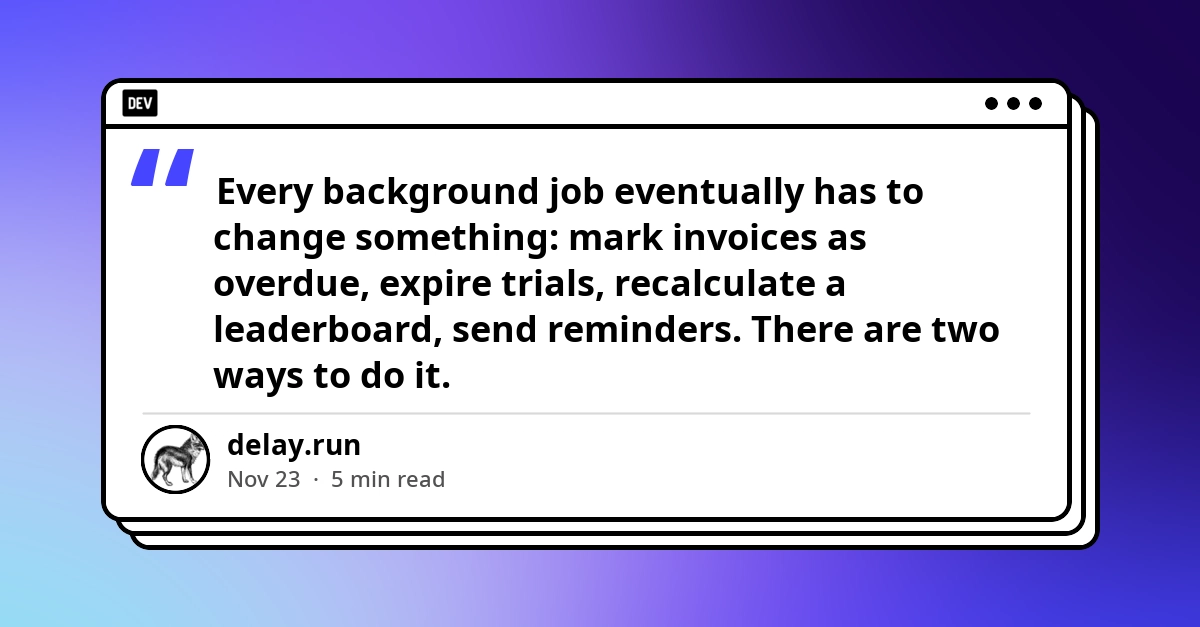 DEV
“ Every background job eventually has to
change something: mark invoices as
overdue, expire trials, recalculate a
leaderboard, send reminders. There are two
ways to do it.
delay.run
Nov 23 · 5 min read